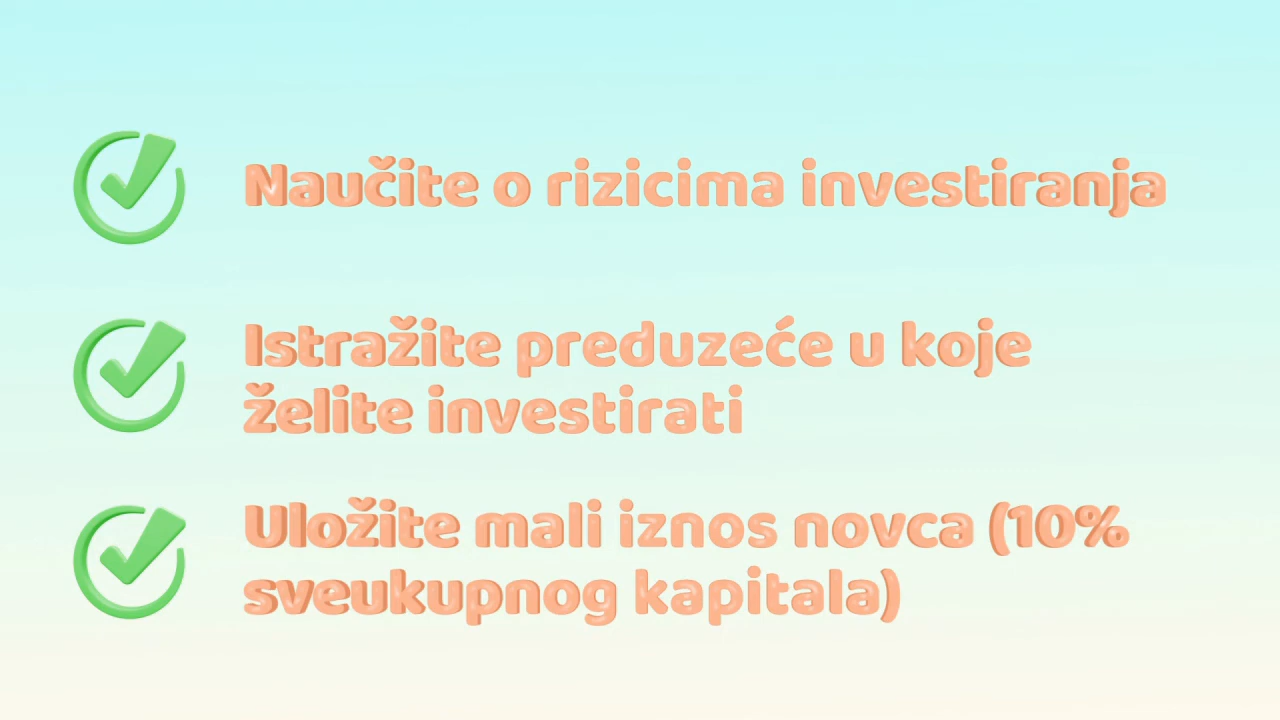 Naučite o rizicima investiranja
Istražite preduzeće u koje
želite investirati
Uložite mali iznos novca (10%
sveukupnog kapitala)